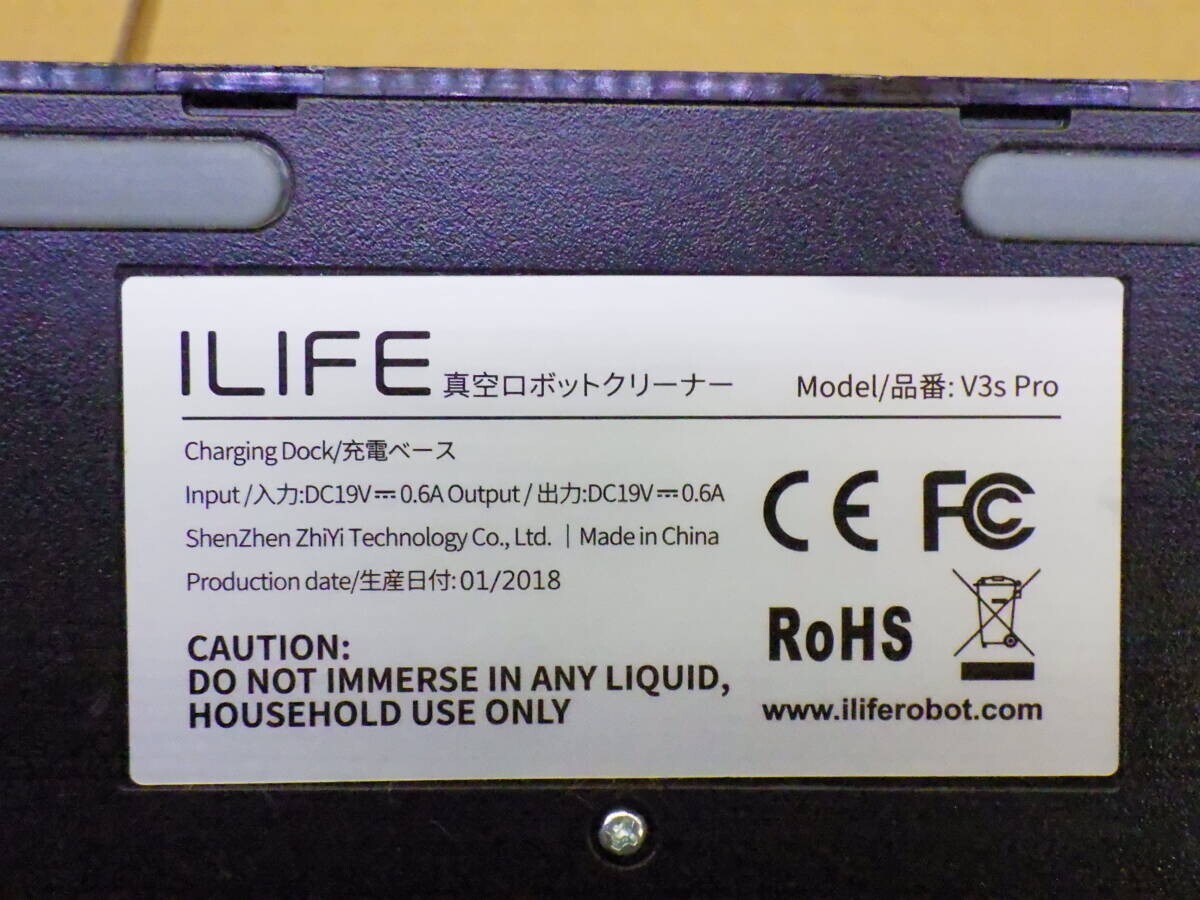 ILIFE 真空ロボットクリーナー Model/品番: V3s Pro
Charging Dock/充電ベース
Input/入力:DC19V⎓0.6A Output/出力:DC19V⎓0.6A
ShenZhen ZhiYi Technology Co., Ltd. | Made in China
Production date/生産日付: 01/2018
CE FC
RoHS
CAUTION:
DO NOT IMMERSE IN ANY LIQUID,
HOUSEHOLD USE ONLY
www.iliferobot.com